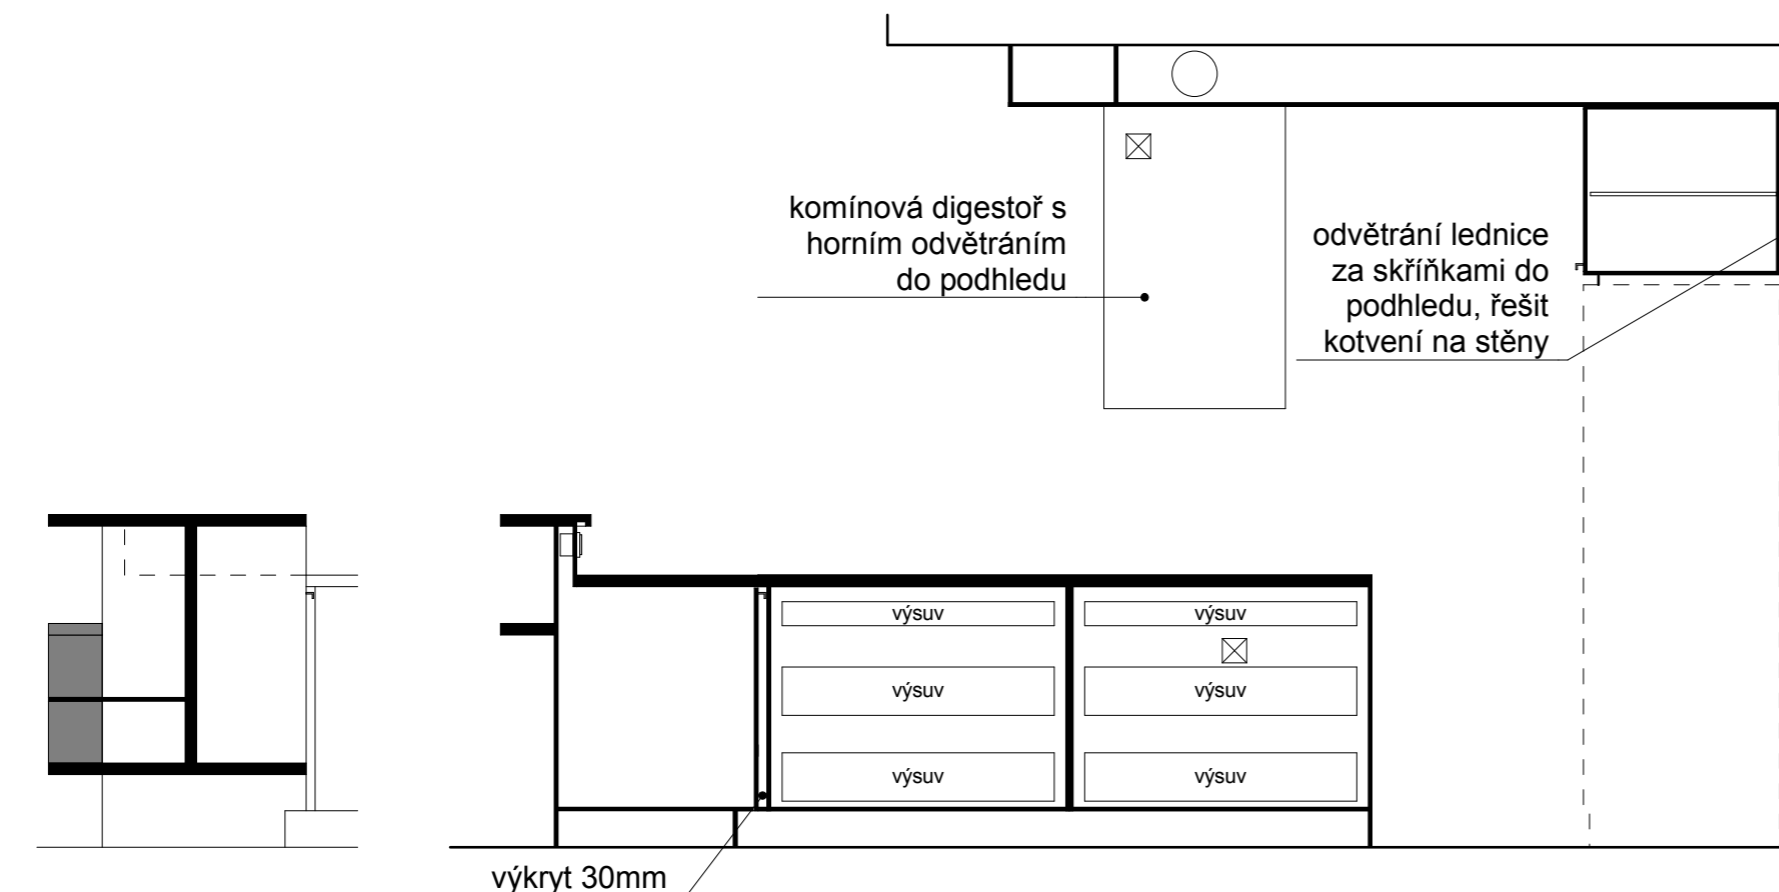 komínová digestoř s
horním odvětráním
do podhledu
odvětrání lednice
za skříňkami do
podhledu, řešit
kotvení na stěny
výsuv
výsuv
výsuv
výsuv
výsuv
výsuv
výkryt 30mm